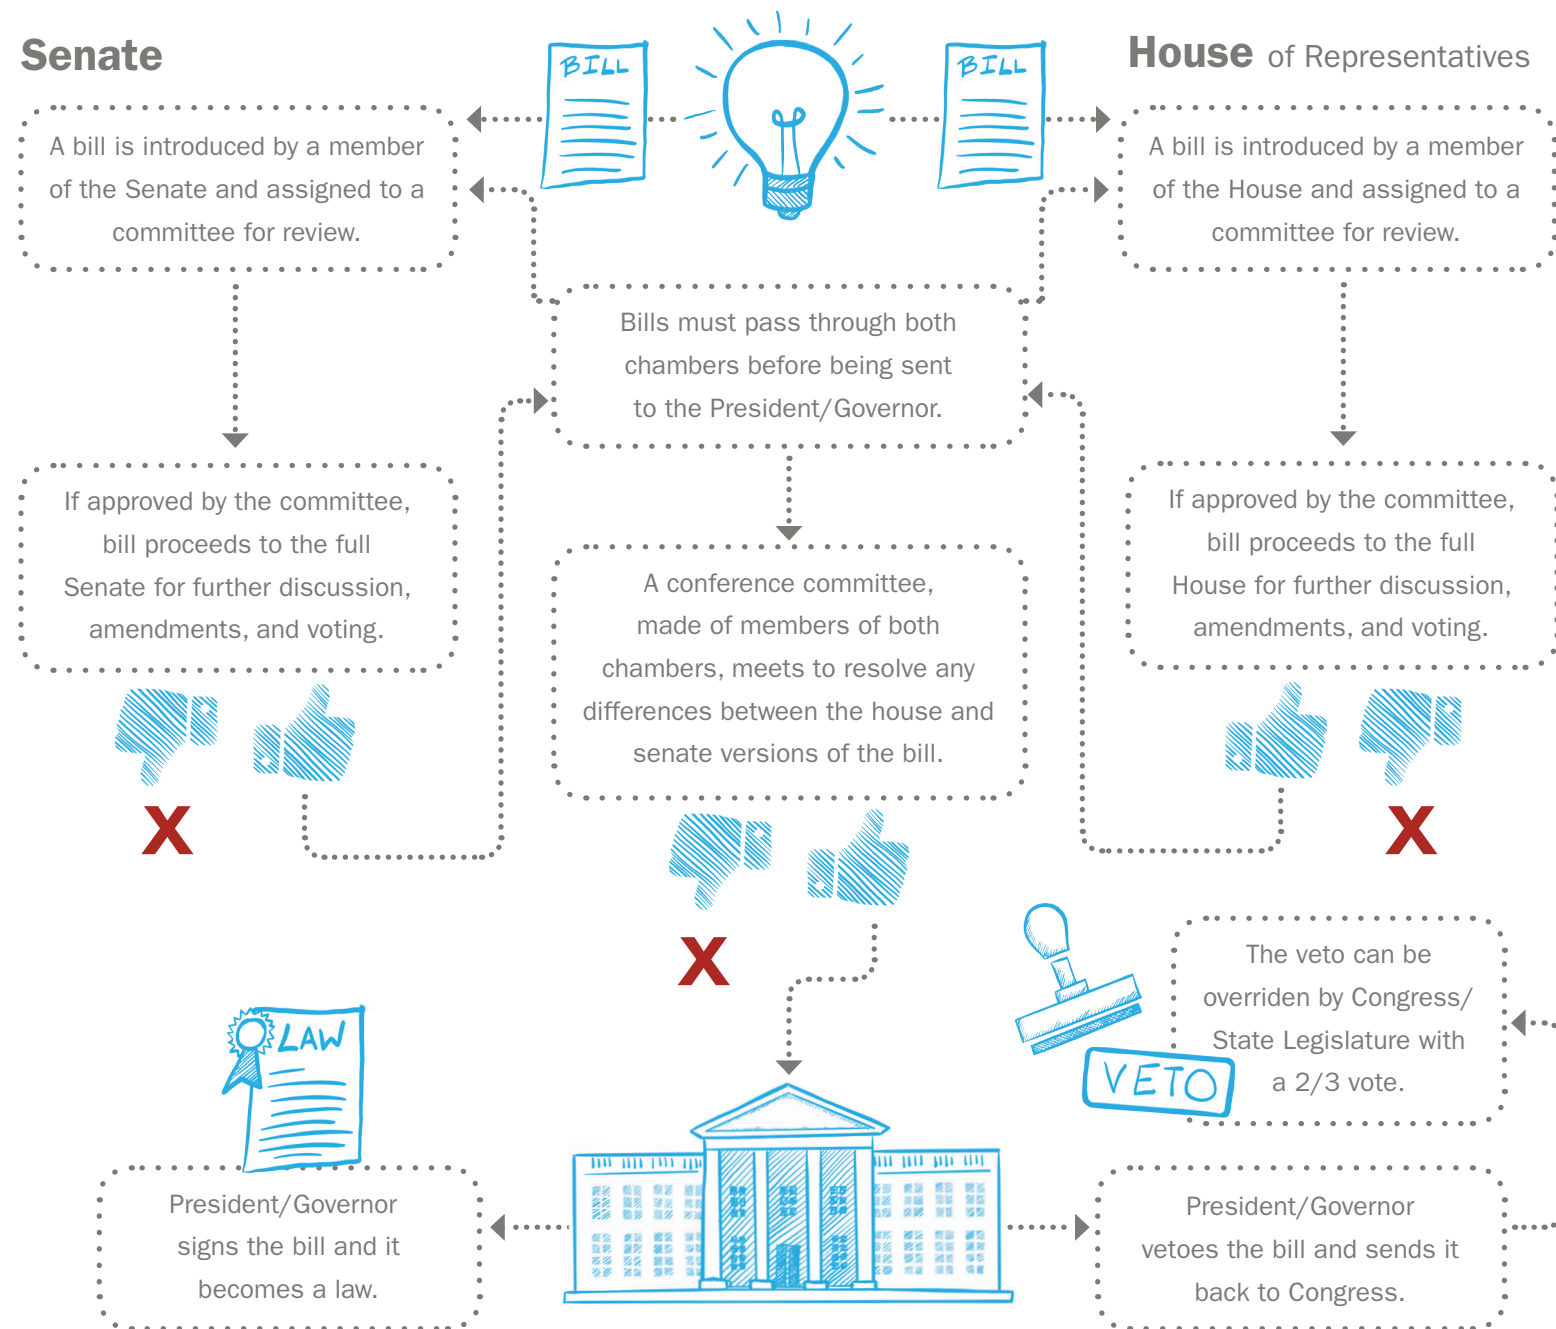 Senate
BILL
BILL
House of Representatives
A bill is introduced by a member
of the Senate and assigned to a
committee for review.
A bill is introduced by a member
of the House and assigned to a
committee for review.
Bills must pass through both
chambers before being sent
to the President/Governor.
If approved by the committee,
bill proceeds to the full
Senate for further discussion,
amendments, and voting.
A conference committee,
made of members of both
chambers, meets to resolve any
differences between the house and
senate versions of the bill.
If approved by the committee,
bill proceeds to the full
House for further discussion,
amendments, and voting.
X
X
X
The veto can be
overriden by Congress/
State Legislature with
a 2/3 vote.
VETO
LAW
President/Governor
signs the bill and it
becomes a law.
President/Governor
vetoes the bill and sends it
back to Congress.